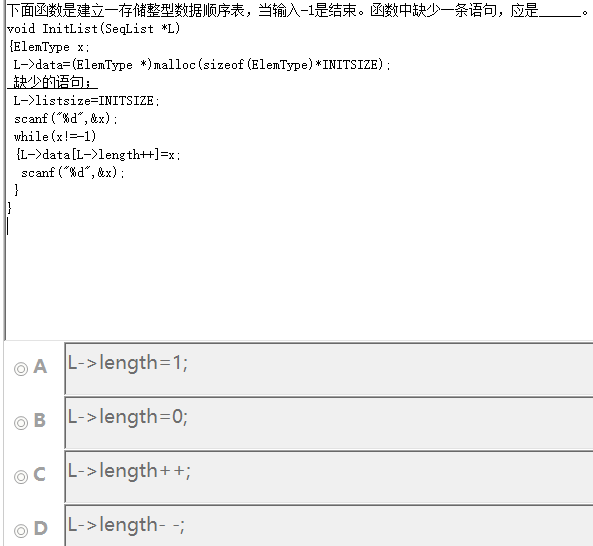 下面函数是建立一存储整型数据顺序表，当输入-1是结束。函数中缺少一条语句，应是______。
void InitList(SeqList *L)
{ElemType x;
L->data=(ElemType *)malloc(sizeof(ElemType)*INITSIZE);
缺少的语句;
L->listsize=INITSIZE;
scanf("%d",&x);
while(x!=-1)
{L->data[L->length++]=x;
scanf("%d",&x);
}
}
A L->length=1;
B L->length=0;
C L->length++;
D L->length- -;